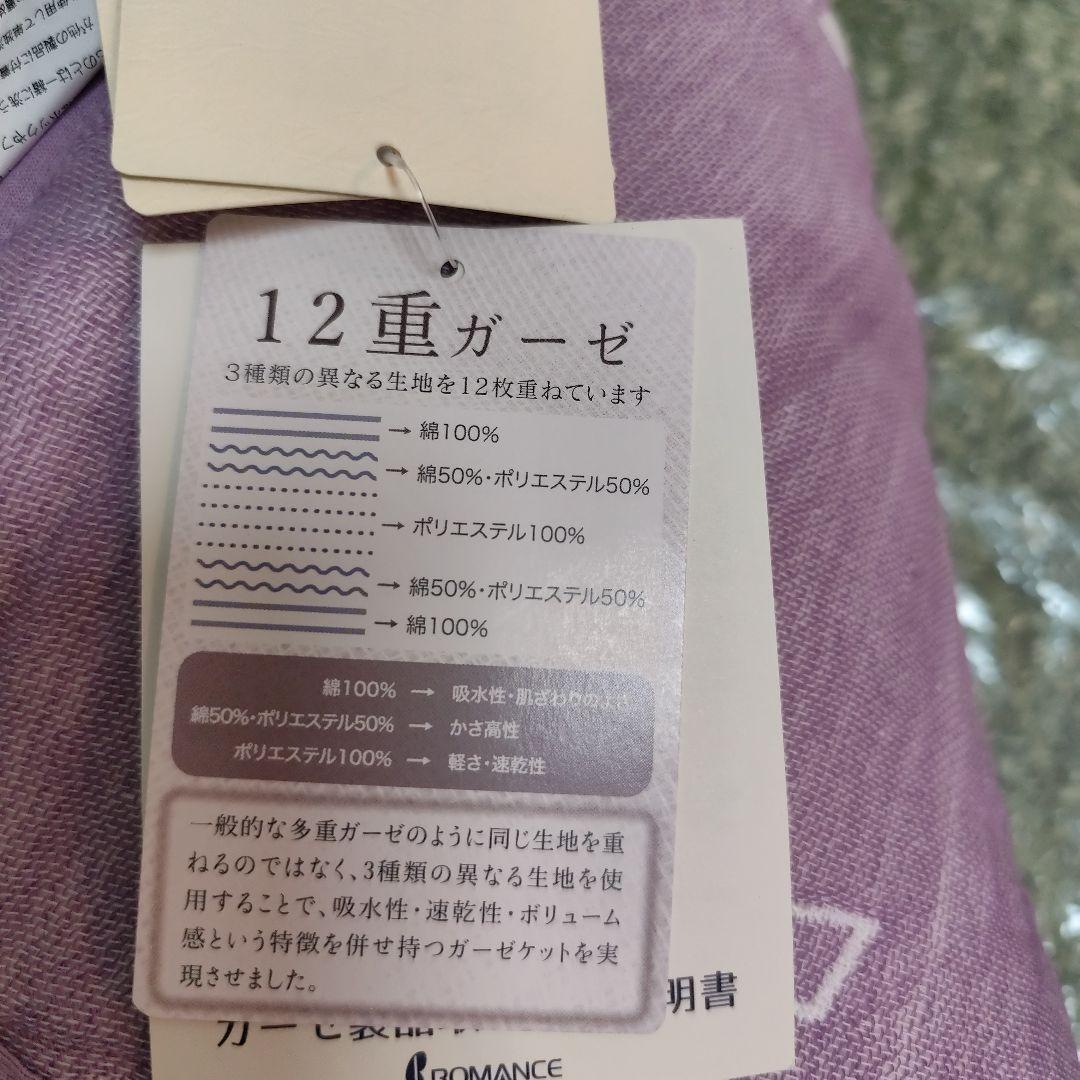 12重ガーゼ
3種類の異なる生地を12枚重ねています
→ 綿100%
→ 綿50%・ポリエステル50%
→ ポリエステル100%
→ 綿50%・ポリエステル50%
→ 綿100%
綿100% → 吸水性・肌ざわりのよさ
綿50%・ポリエステル50% → かさ高性
ポリエステル100% → 軽さ・速乾性
一般的な多重ガーゼのように同じ生地を重
ねるのではなく、3種類の異なる生地を使
用することで、吸水性・速乾性・ボリューム
感という特徴を併せ持つガーゼケットを実
現させました。
ガーゼ製品
明書
ROMANCE